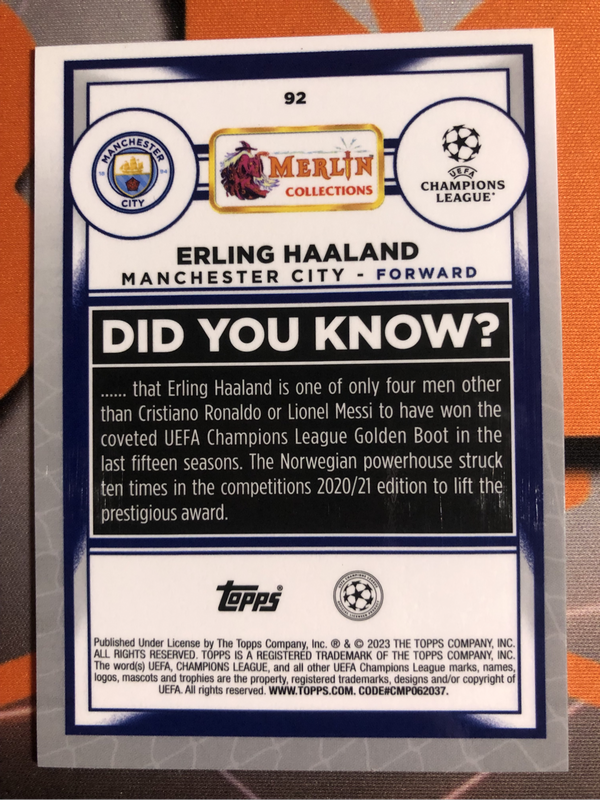 92
MANCHESTER
18 94
CITY
MERLIN
COLLECTIONS
UEFA
CHAMPIONS
LEAGUE®
ERLING HAALAND
MANCHESTER CITY - FORWARD
DID YOU KNOW?
...... that Erling Haaland is one of only four men other
than Cristiano Ronaldo or Lionel Messi to have won the
coveted UEFA Champions League Golden Boot in the
last fifteen seasons. The Norwegian powerhouse struck
ten times in the competitions 2020/21 edition to lift the
prestigious award.
Topps®
Published Under License by The Topps Company, Inc. ® & © 2023 THE TOPPS COMPANY, INC.
ALL RIGHTS RESERVED. TOPPS IS A REGISTERED TRADEMARK OF THE TOPPS COMPANY, INC.
The word(s) UEFA, CHAMPIONS LEAGUE, and all other UEFA Champions League marks, names,
logos, mascots and trophies are the property, registered trademarks, designs and/or copyright of
UEFA. All rights reserved. WWW.TOPPS.COM. CODE#CMP062037.